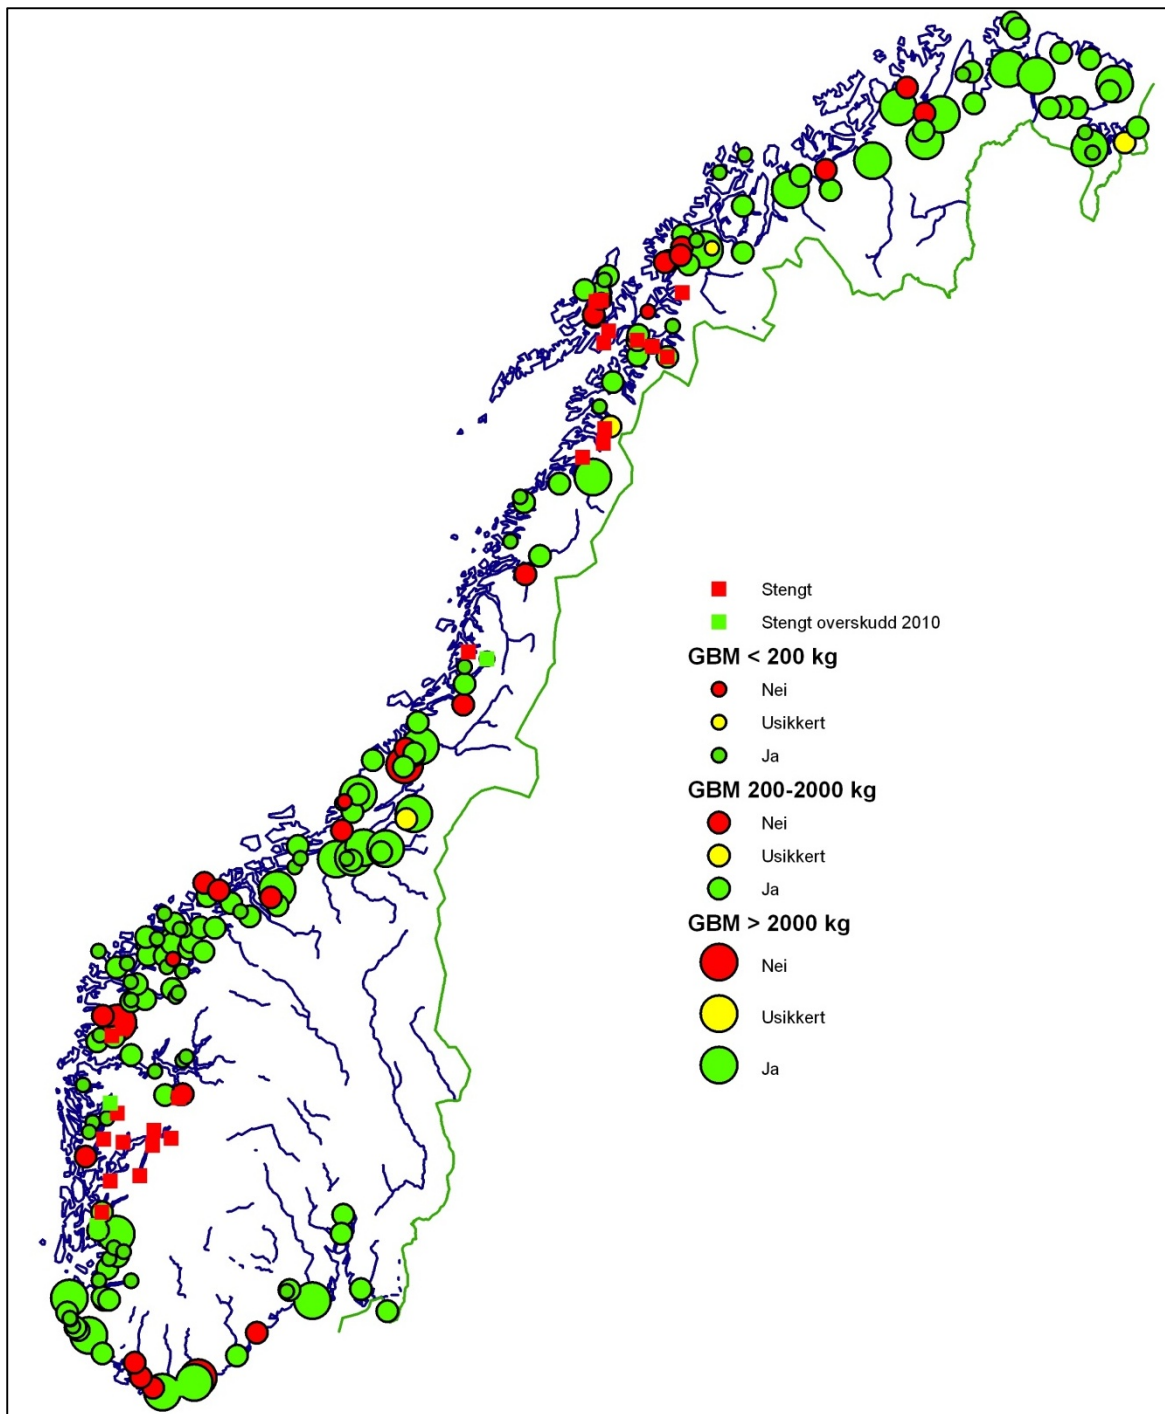 Stengt
Stengt overskudd 2010
GBM < 200 kg
Nei
Usikkert
Ja
GBM 200-2000 kg
Nei
Usikkert
Ja
GBM > 2000 kg
Nei
Usikkert
Ja